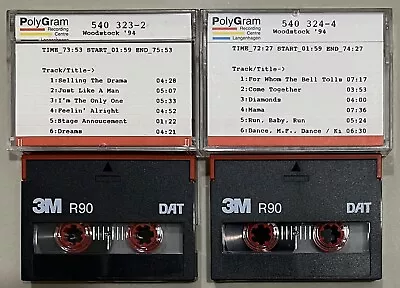 PolyGram
Recording
Centre
Langenhagen
540 323-2
Woodstock '94
TIME_73:53 START_01:59 END_75:53
Track/Title->
1:Selling The Drama 04:28
2:Just Like A Man 05:07
3:I'm The Only One 05:33
4:Feelin' Alright 04:52
5:Stage Annoucement 01:22
6:Dreams 04:21
PolyGram
Recording
Centre
Langenhagen
540 324-4
Woodstock '94
TIME_72:27 START_01:59 END_74:27
Track/Title->
1:For Whom The Bell Tolls 07:17
2:Come Together 03:53
3:Diamonds 04:00
4:Mama 07:36
5:Run, Baby, Run 05:24
6:Dance, M.F., Dance / Ki 06:30
3M R90 DAT
3M R90 DAT